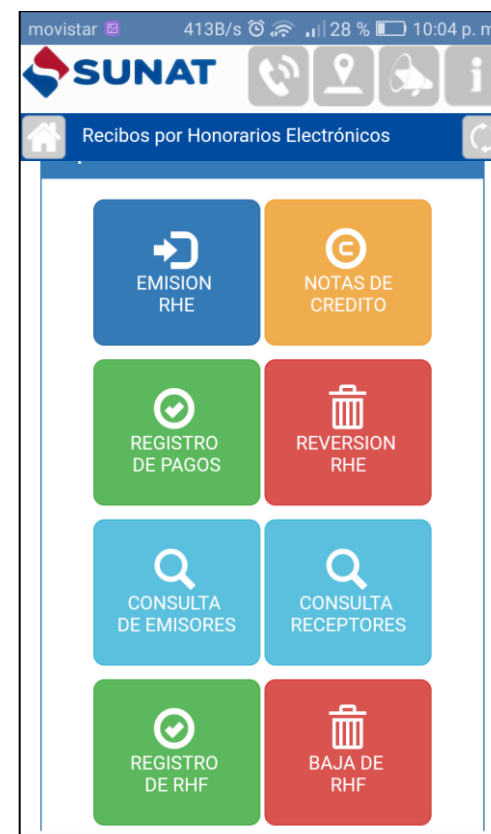 movistar 413B/s 28 % 10:04 p. m
SUNAT
Recibos por Honorarios Electrónicos
EMISION
RHE
NOTAS DE
CREDITO
REGISTRO
DE PAGOS
REVERSION
RHE
CONSULTA
DE EMISORES
CONSULTA
RECEPTORES
REGISTRO
DE RHF
BAJA DE
RHF